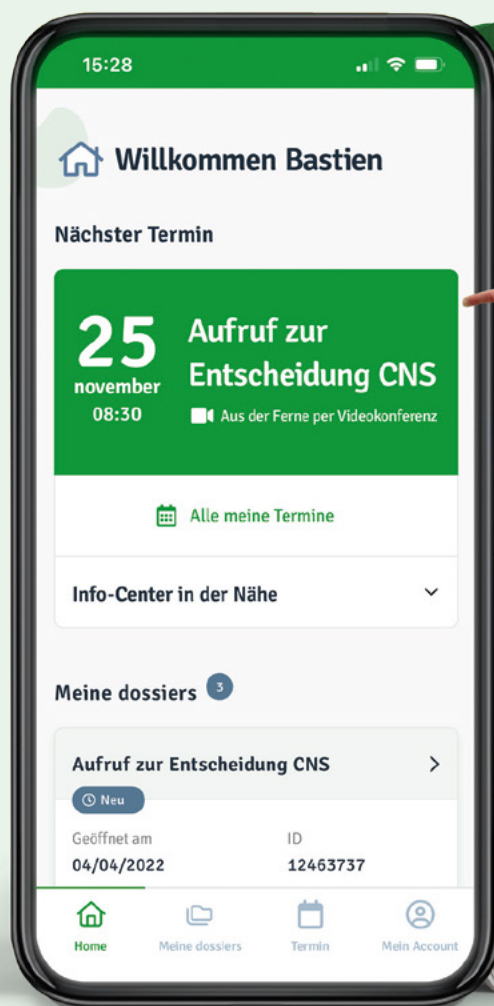 15:28
Willkommen Bastien
Nächster Termin
25
november
08:30
Aufruf zur
Entscheidung CNS
Aus der Ferne per Videokonferenz
Alle meine Termine
Info-Center in der Nähe
Meine dossiers 3
Aufruf zur Entscheidung CNS
Neu
Geöffnet am
04/04/2022
ID
12463737
Home
Meine dossiers
Termin
Mein Account